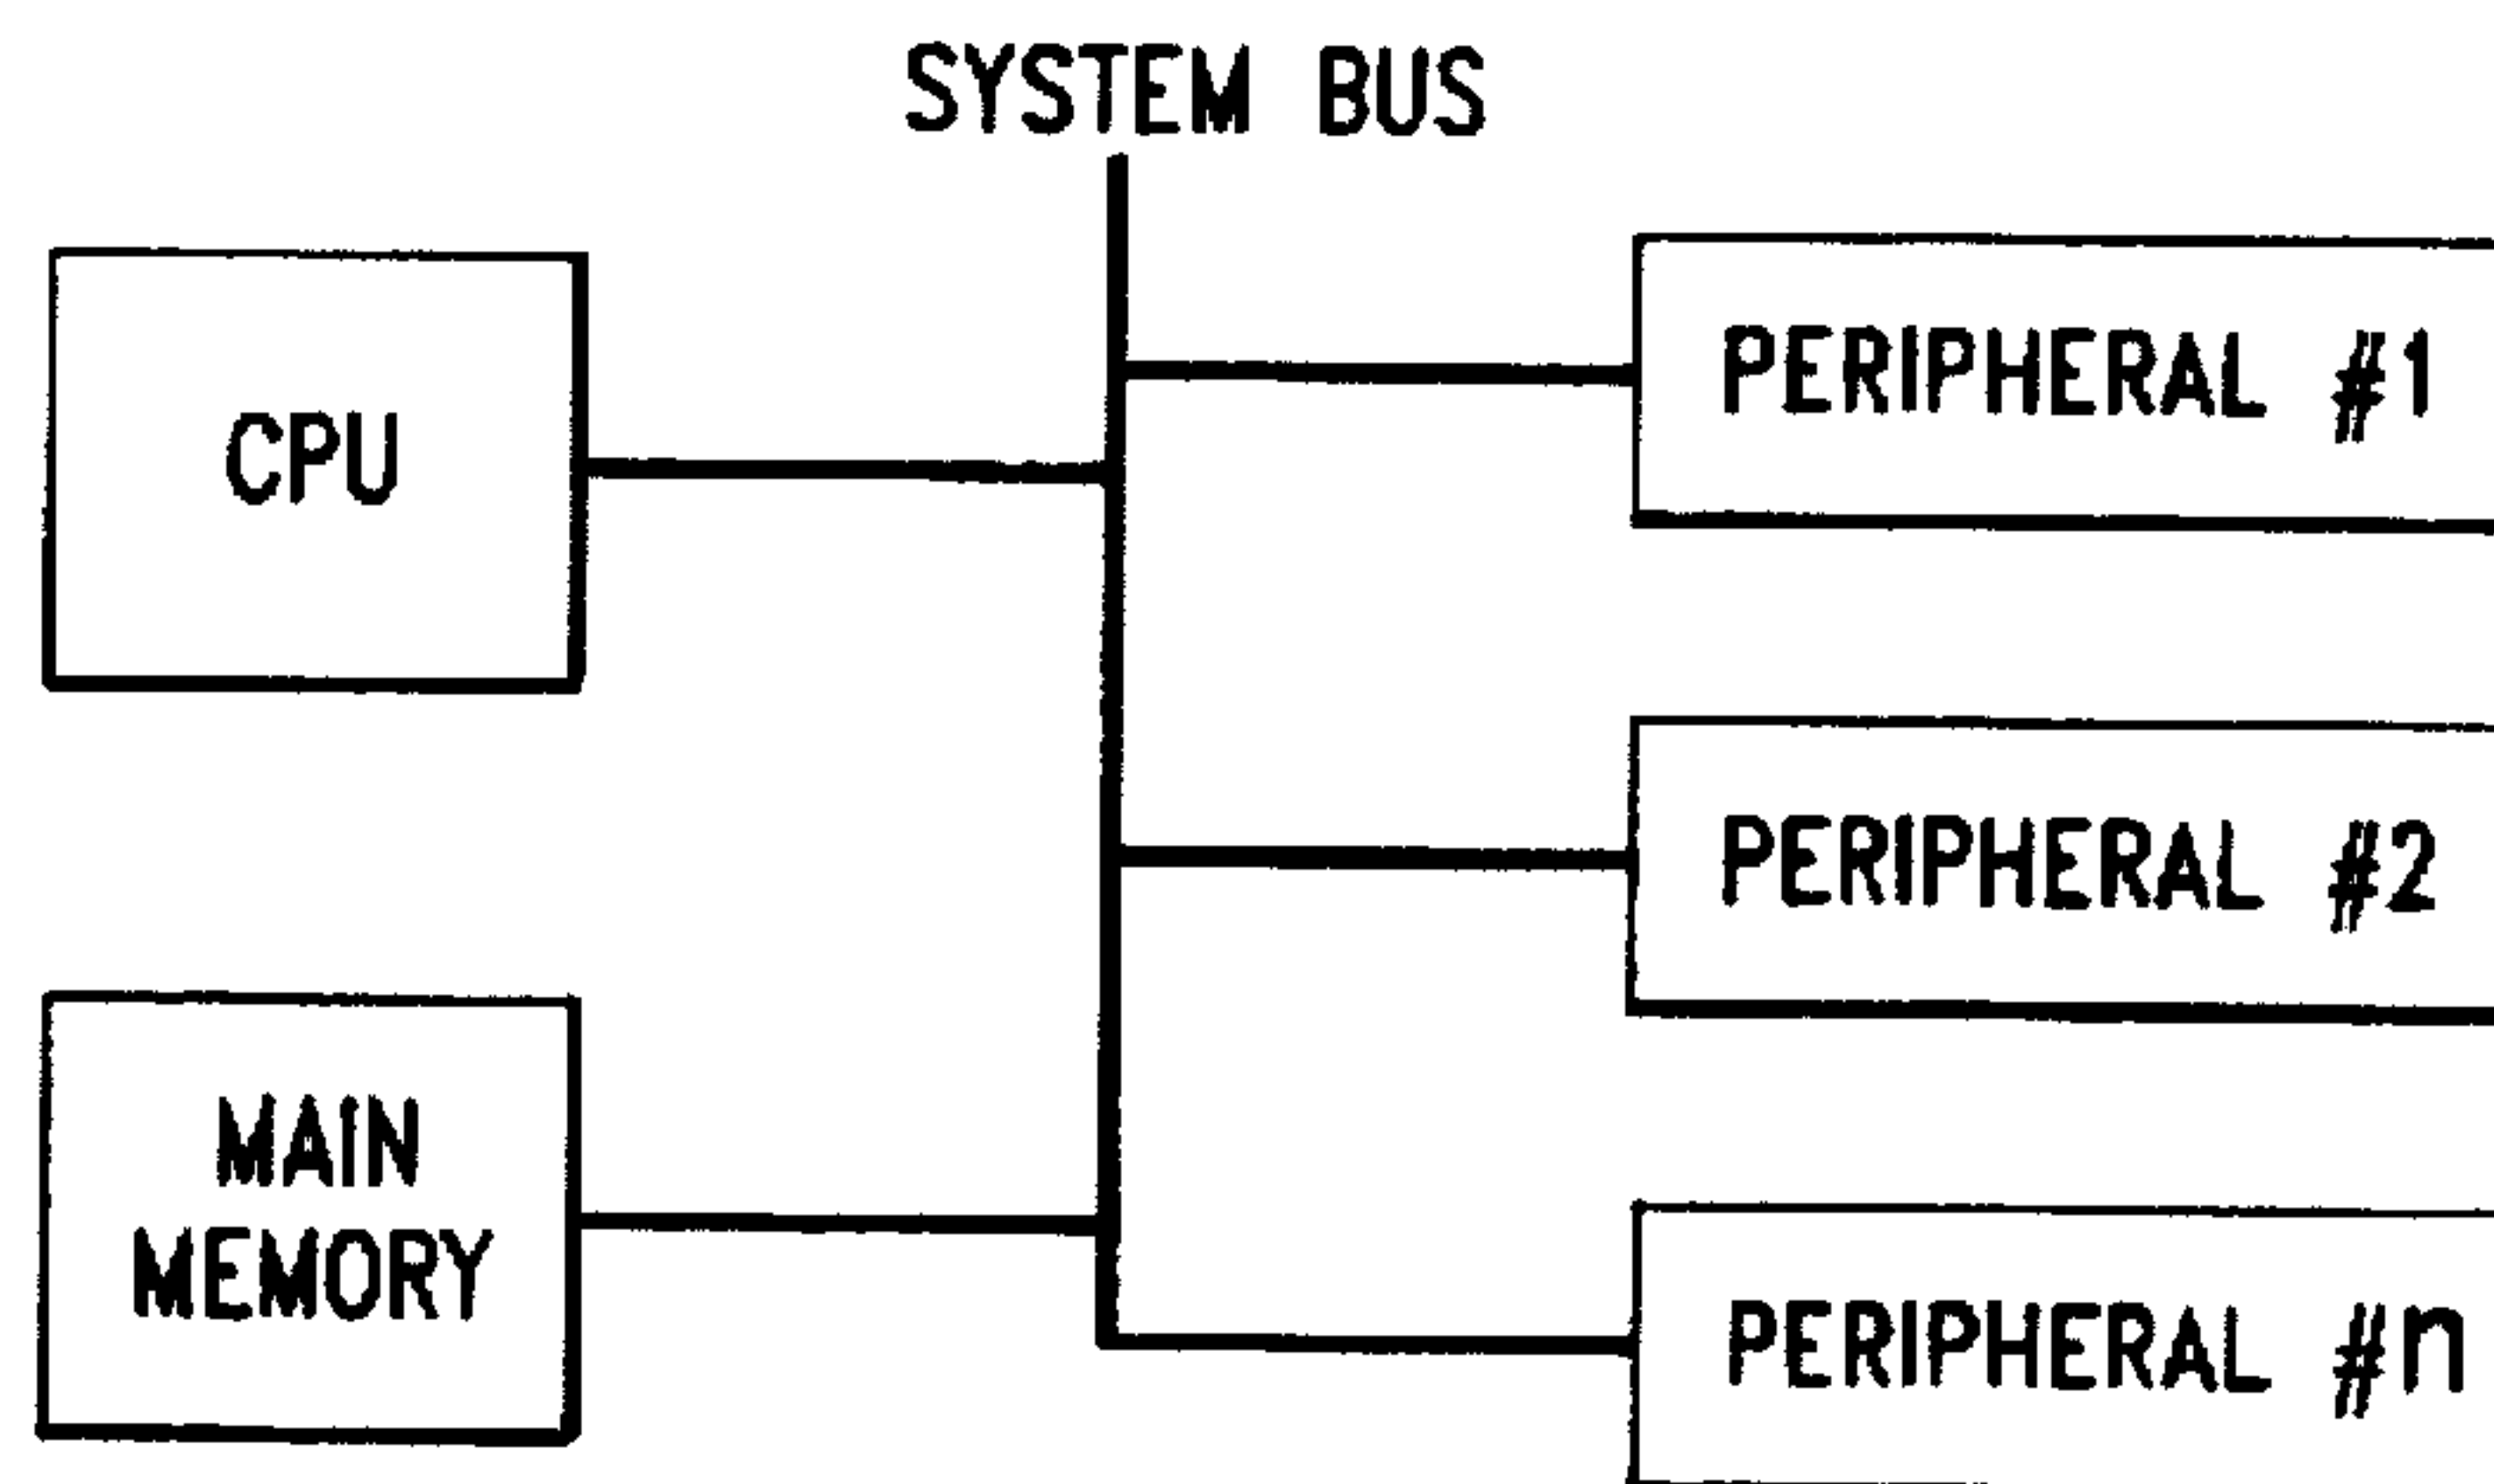 SYSTEM BUS
CPU
PERIPHERAL #1
PERIPHERAL #2
MAIN
MEMORY
PERIPHERAL #n